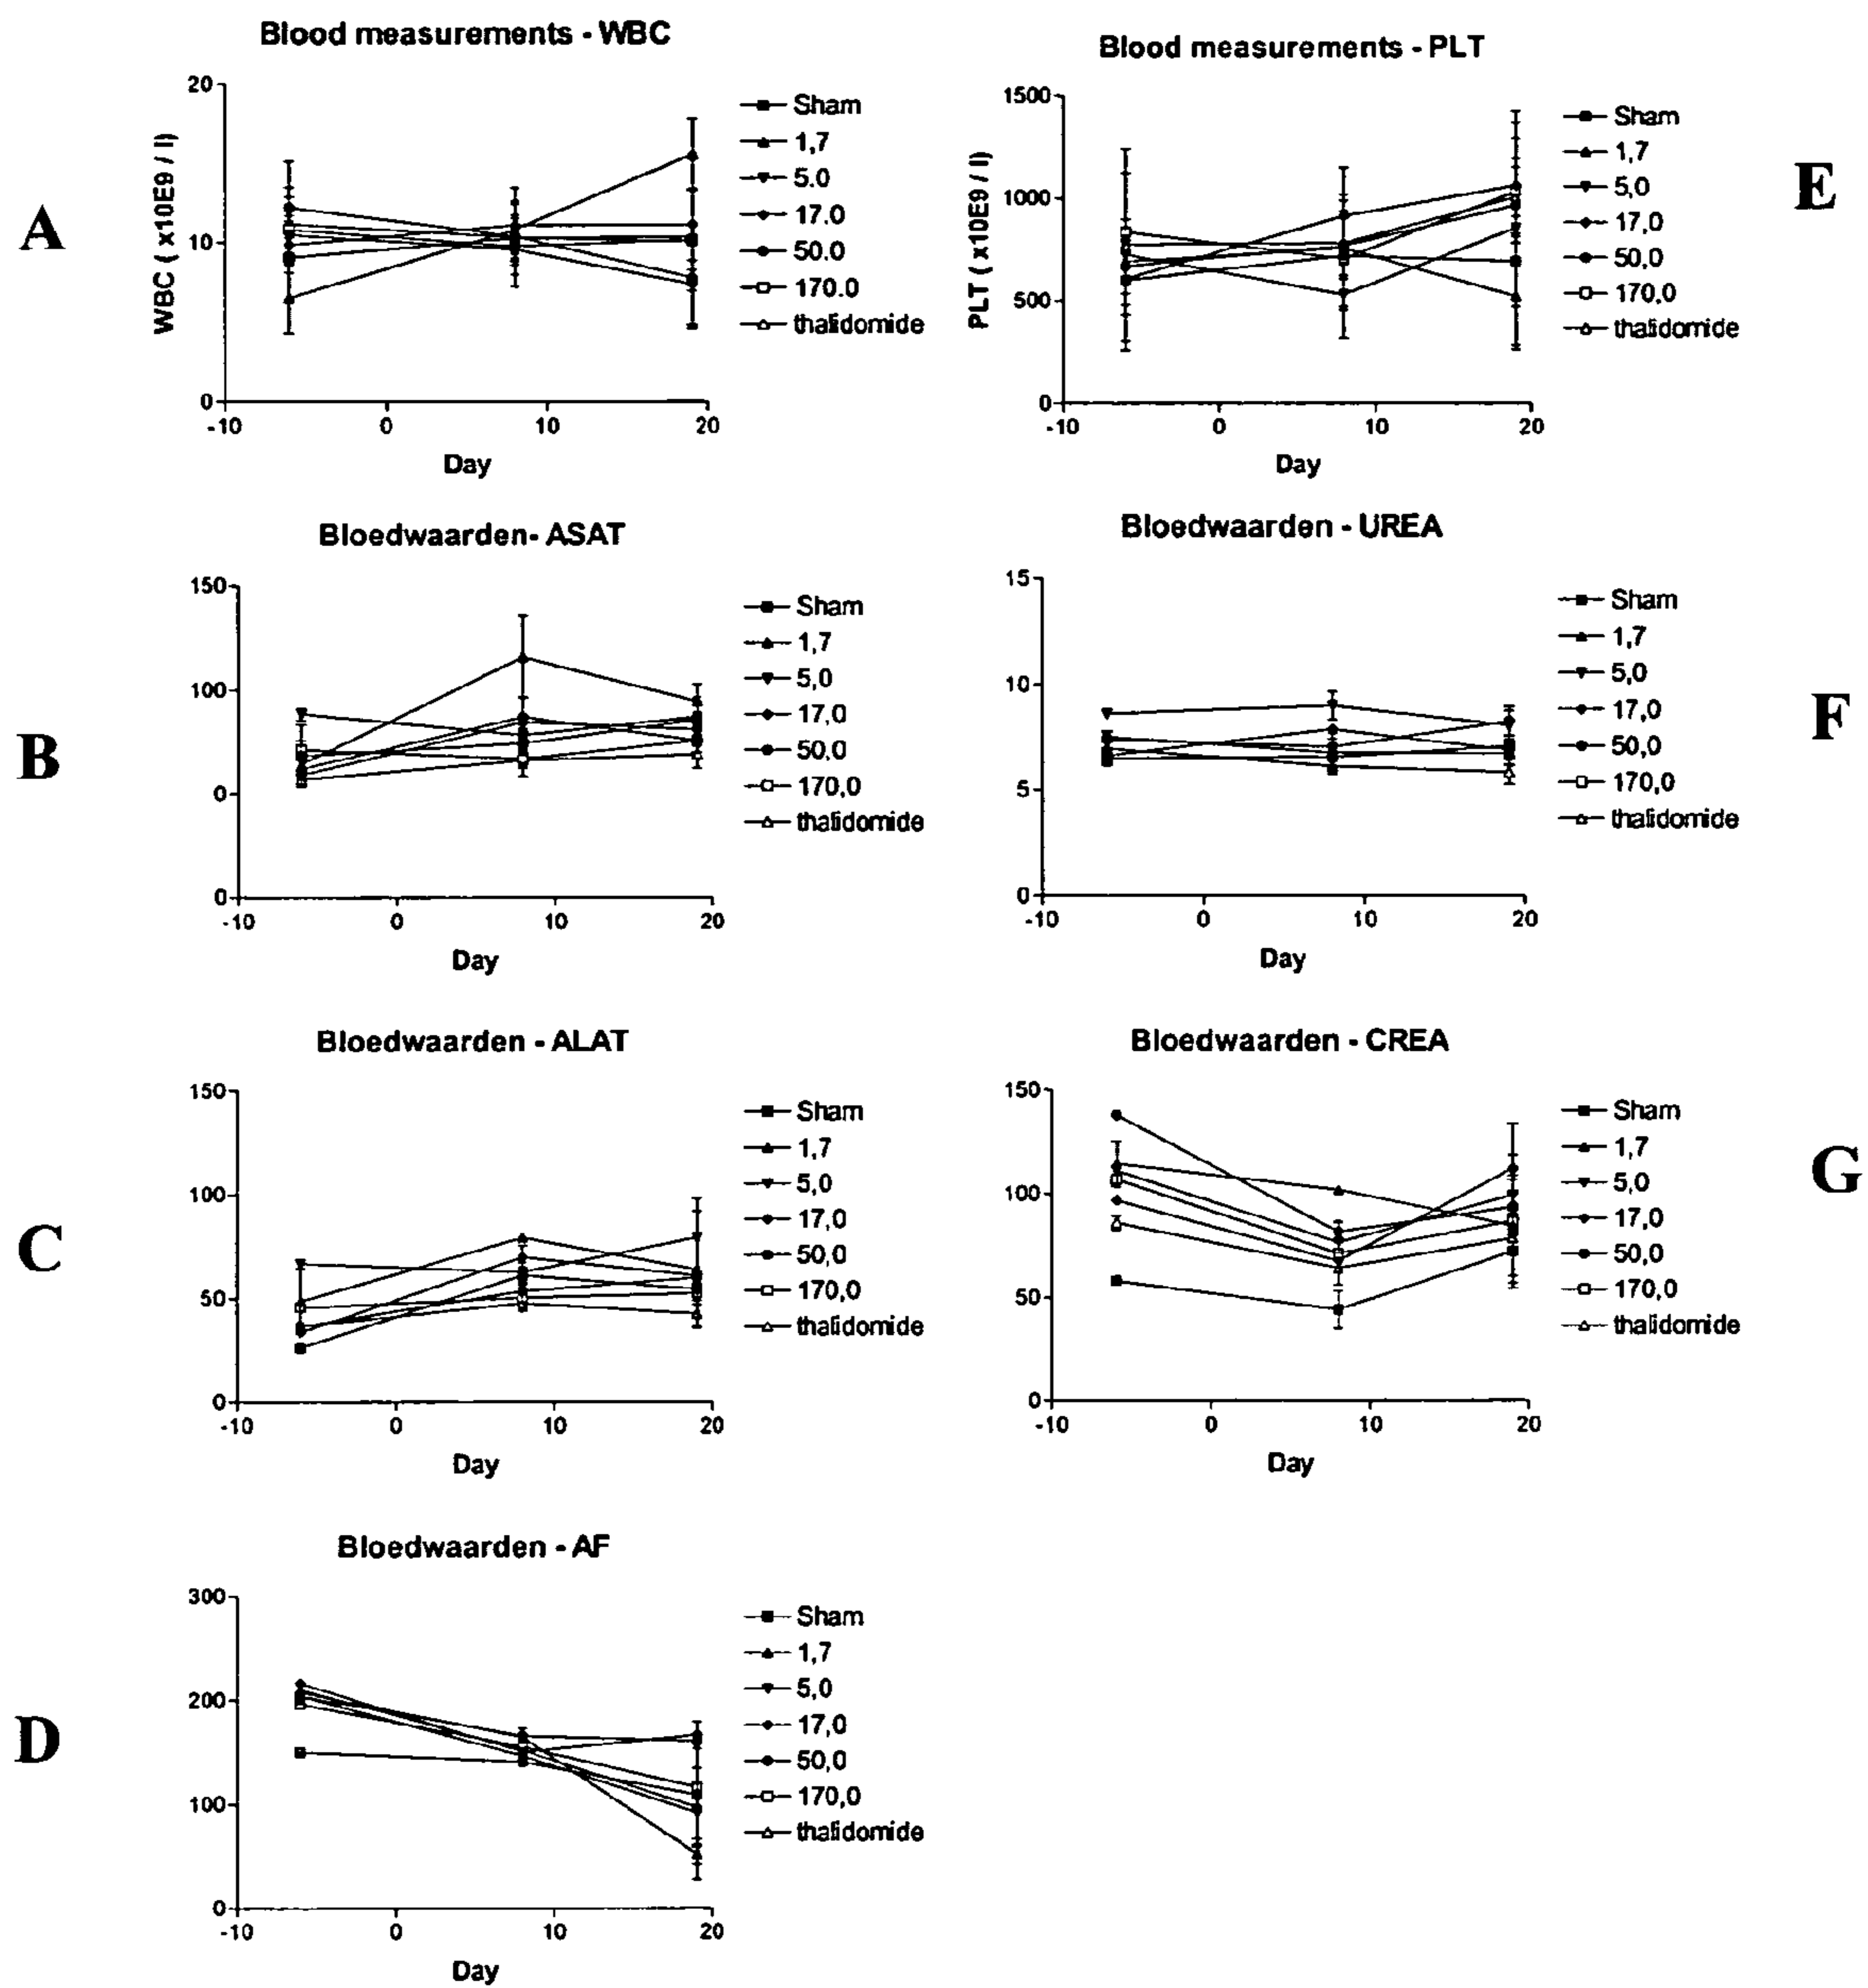 Blood measurements - WBC
A
WBC ( x10E9 / l)
20
10
0
-10 0 10 20
Day
Sham
1,7
5.0
17,0
50.0
170.0
thalidomide
Blood measurements - PLT
E
PLT ( x10E9 / l)
1500
1000
500
0
-10 0 10 20
Day
Sham
1,7
5,0
17,0
50,0
170,0
thalidomide
Bloedwaarden- ASAT
B
150
100
0
0
-10 0 10 20
Day
Sham
1,7
5,0
17,0
50,0
170,0
thalidomide
Bloedwaarden - UREA
F
15
10
5
0
-10 0 10 20
Day
Sham
1,7
5,0
17,0
50,0
170,0
thalidomide
Bloedwaarden - ALAT
C
150
100
50
0
-10 0 10 20
Day
Sham
1,7
5,0
17,0
50,0
170,0
thalidomide
Bloedwaarden - CREA
G
150
100
50
0
-10 0 10 20
Day
Sham
1,7
5,0
17,0
50,0
170,0
thalidomide
Bloedwaarden - AF
D
300
200
100
0
-10 0 10 20
Day
Sham
1,7
5,0
17,0
50,0
170,0
thalidomide